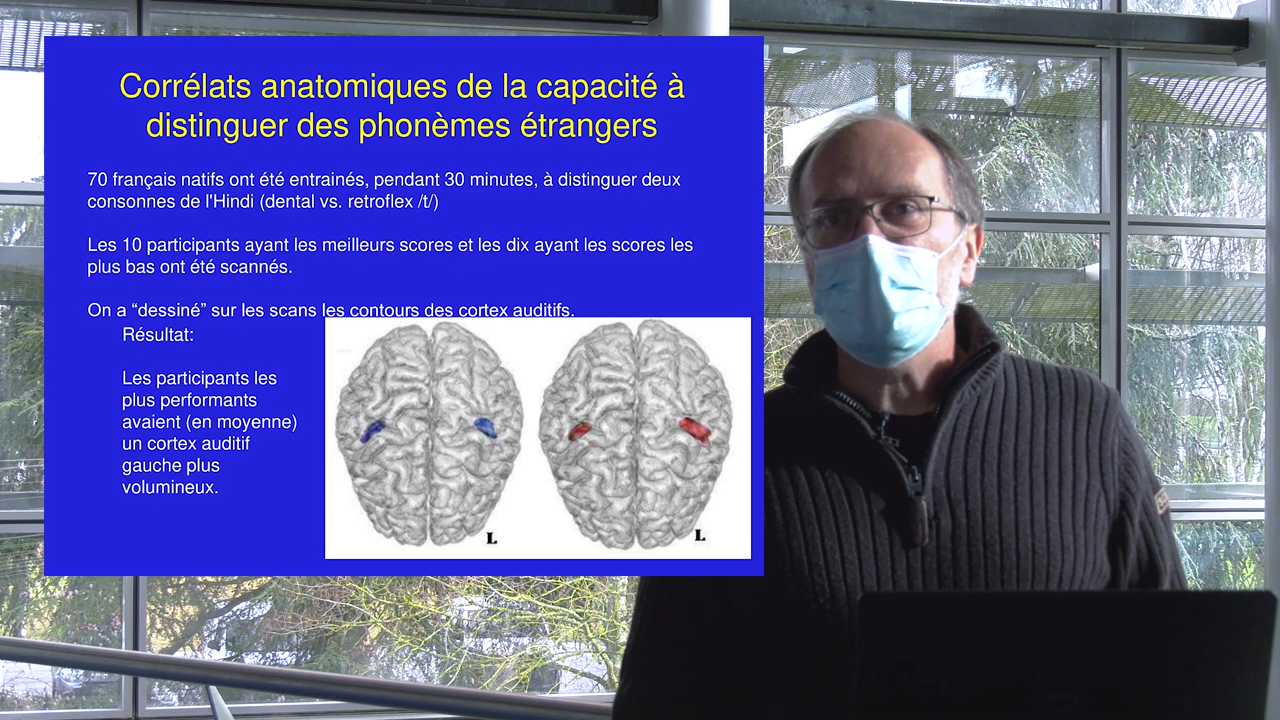 Corrélats anatomiques de la capacité à
distinguer des phonèmes étrangers
70 français natifs ont été entrainés, pendant 30 minutes, à distinguer deux
consonnes de l'Hindi (dental vs. retroflex /t/)
Les 10 participants ayant les meilleurs scores et les dix ayant les scores les
plus bas ont été scannés.
On a “dessiné” sur les scans les contours des cortex auditifs.
Résultat:
Les participants les
plus performants
avaient (en moyenne)
un cortex auditif
gauche plus
volumineux.
L
L